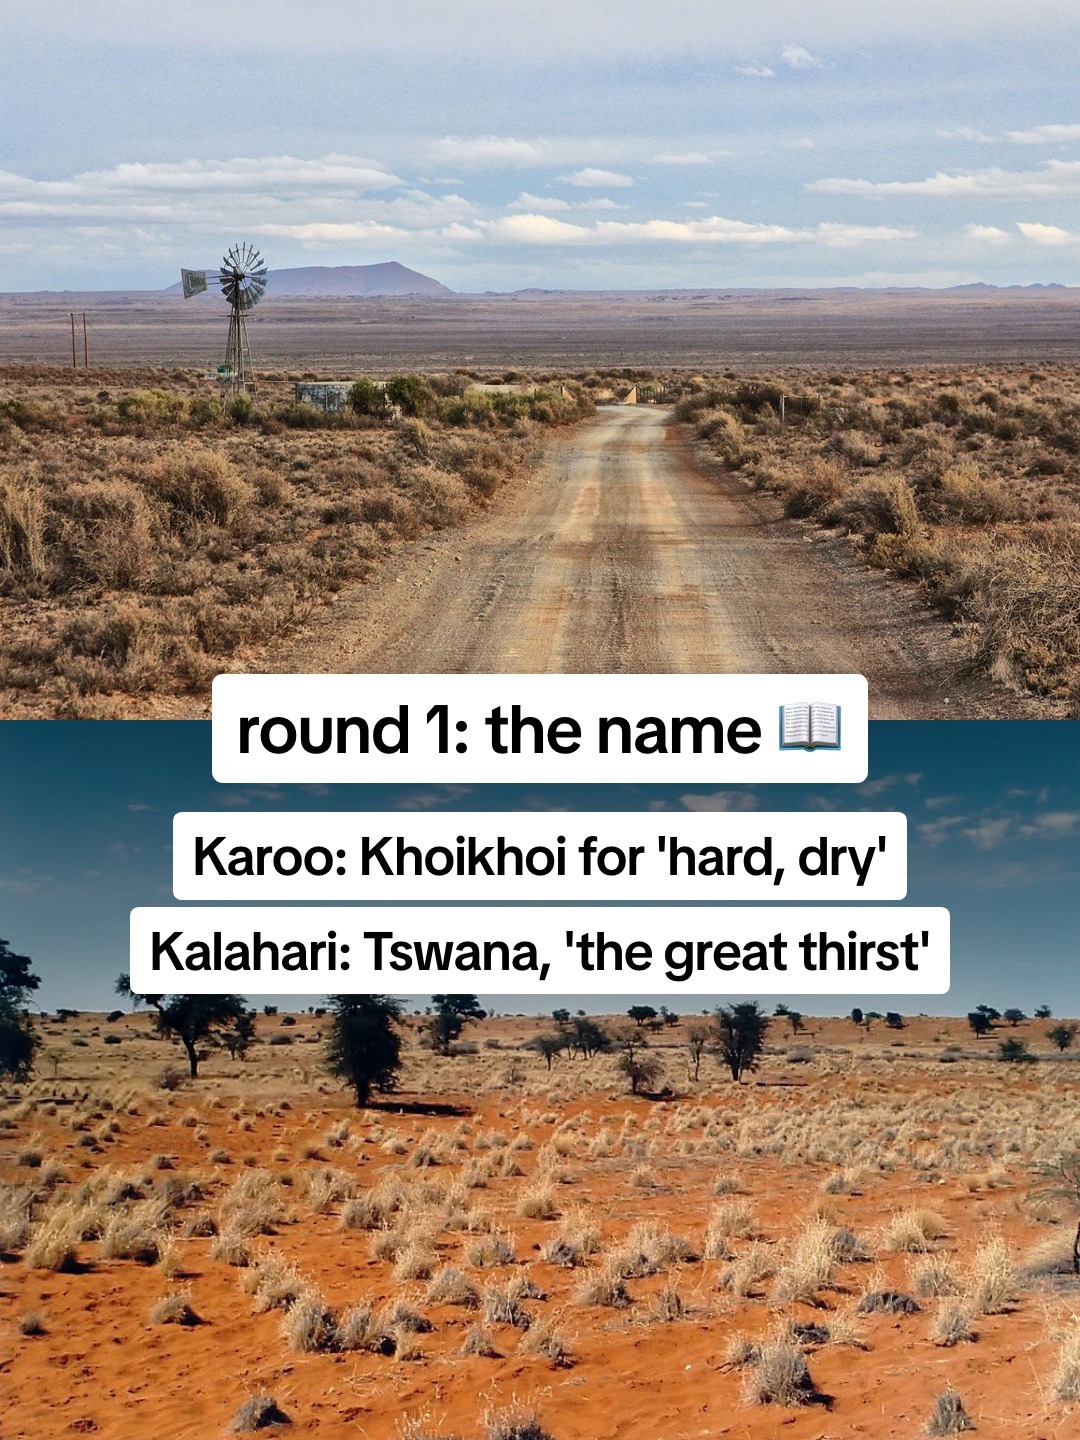 round 1: the name 📖
Karoo: Khoikhoi for 'hard, dry'
Kalahari: Tswana, 'the great thirst'